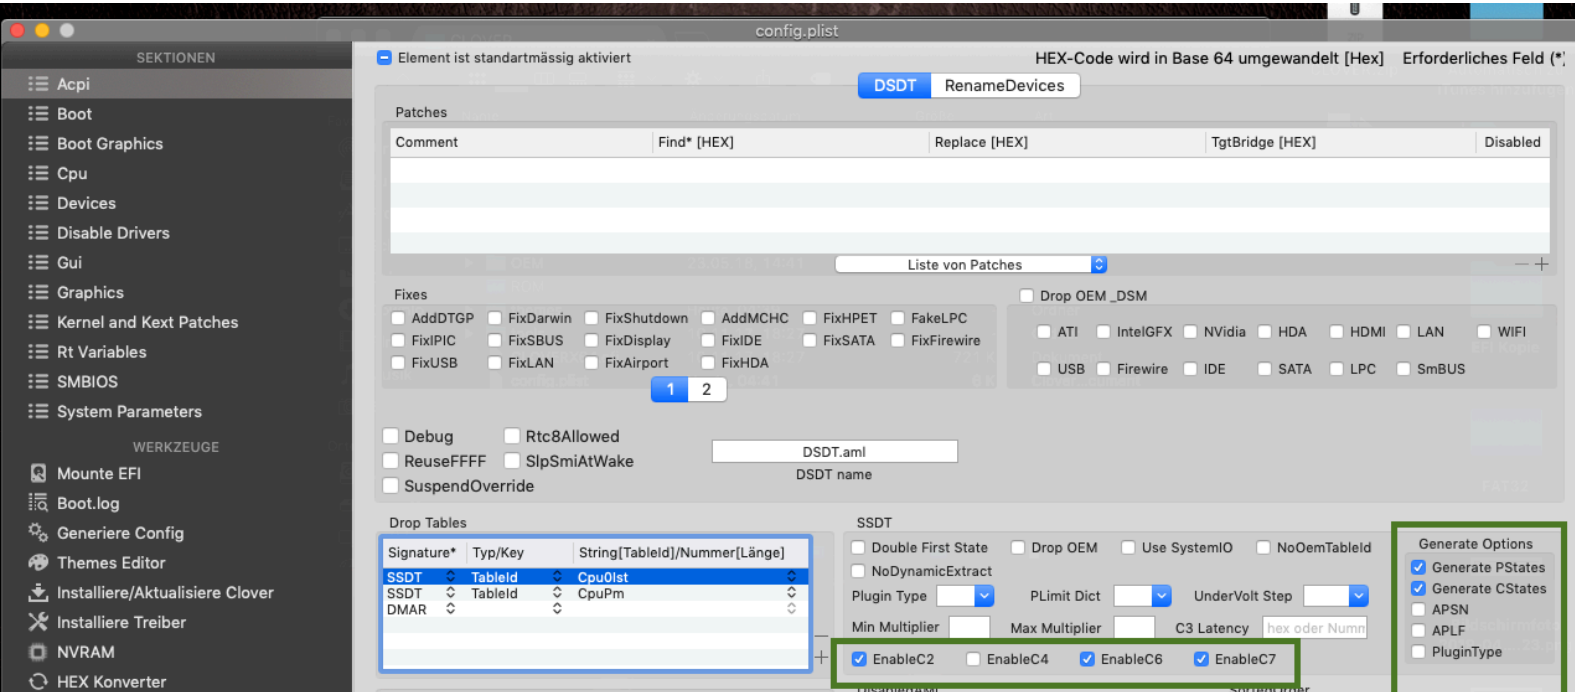 config.plist
SEKTIONEN
Acpi
Boot
Boot Graphics
Cpu
Devices
Disable Drivers
Gui
Graphics
Kernel and Kext Patches
Rt Variables
SMBIOS
System Parameters
WERKZEUGE
Mounte EFI
Boot.log
Generiere Config
Themes Editor
Installiere/Aktualisiere Clover
Installiere Treiber
NVRAM
HEX Konverter
Element ist standartmässig aktiviert
HEX-Code wird in Base 64 umgewandelt [Hex] Erforderliches Feld (*)
DSDT RenameDevices
Patches
Comment Find* [HEX] Replace [HEX] TgtBridge [HEX] Disabled
Liste von Patches
Fixes
AddDTGP FixDarwin FixShutdown AddMCHC FixHPET FakeLPC
FixIPIC FixSBUS FixDisplay FixIDE FixSATA FixFirewire
FixUSB FixLAN FixAirport FixHDA
1 2
Drop OEM _DSM
ATI IntelGFX NVidia HDA HDMI LAN WIFI
USB Firewire IDE SATA LPC SmBUS
Debug Rtc8Allowed
ReuseFFFF SlpSmiAtWake
SuspendOverride
DSDT.aml
DSDT name
Drop Tables
Signature* Typ/Key String[TableId]/Nummer[Länge]
SSDT TableId Cpu0Ist
SSDT TableId CpuPm
DMAR
SSDT
Double First State Drop OEM Use SystemIO NoOemTableId
NoDynamicExtract
Plugin Type PLimit Dict UnderVolt Step
Min Multiplier Max Multiplier C3 Latency hex oder Numm
EnableC2 EnableC4 EnableC6 EnableC7
Generate Options
Generate PStates
Generate CStates
APSN
APLF
PluginType